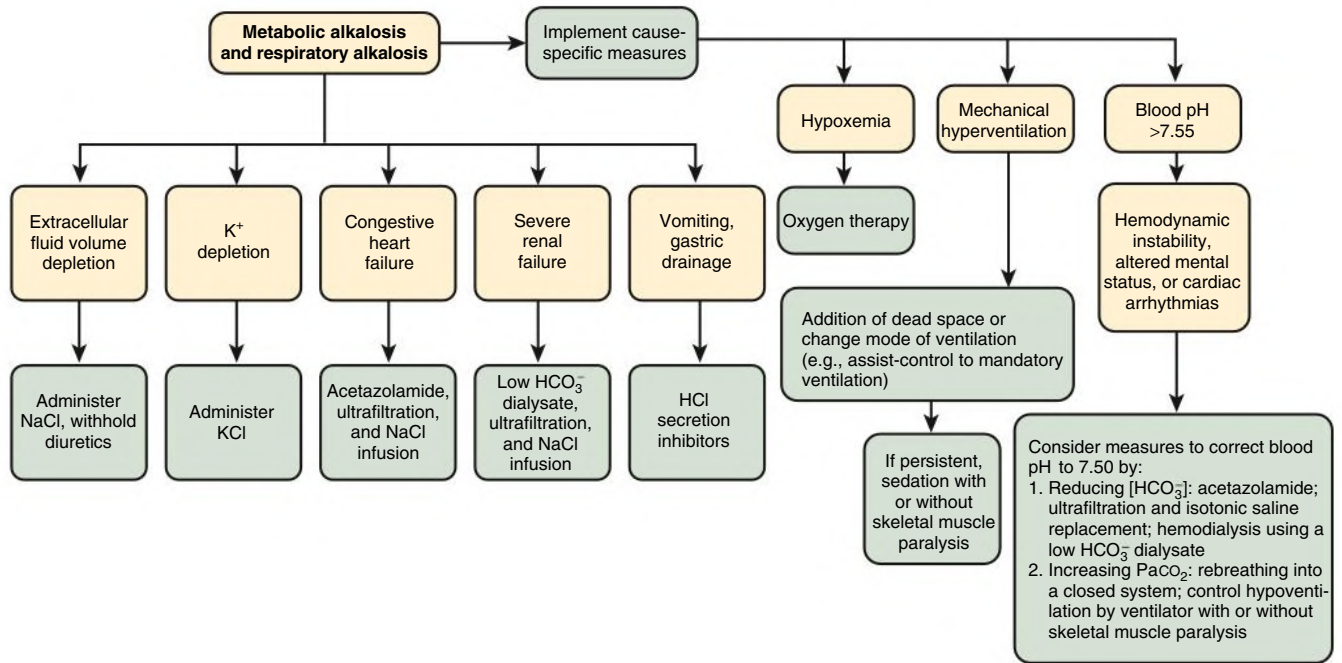 Metabolic alkalosis
and respiratory alkalosis
Implement cause-
specific measures
Hypoxemia
Mechanical
hyperventilation
Blood pH
>7.55
Extracellular
fluid volume
depletion
K⁺
depletion
Congestive
heart
failure
Severe
renal
failure
Vomiting,
gastric
drainage
Oxygen therapy
Hemodynamic
instability,
altered mental
status, or cardiac
arrhythmias
Addition of dead space or
change mode of ventilation
(e.g., assist-control to mandatory
ventilation)
Administer
NaCl, withhold
diuretics
Administer
KCl
Acetazolamide,
ultrafiltration,
and NaCl
infusion
Low HCO₃⁻
dialysate,
ultrafiltration,
and NaCl
infusion
HCl
secretion
inhibitors
If persistent,
sedation with
or without
skeletal muscle
paralysis
Consider measures to correct blood
pH to 7.50 by:
1. Reducing [HCO₃⁻]: acetazolamide;
ultrafiltration and isotonic saline
replacement; hemodialysis using a
low HCO₃⁻ dialysate
2. Increasing PaCO₂: rebreathing into
a closed system; control hypoventi-
lation by ventilator with or without
skeletal muscle paralysis